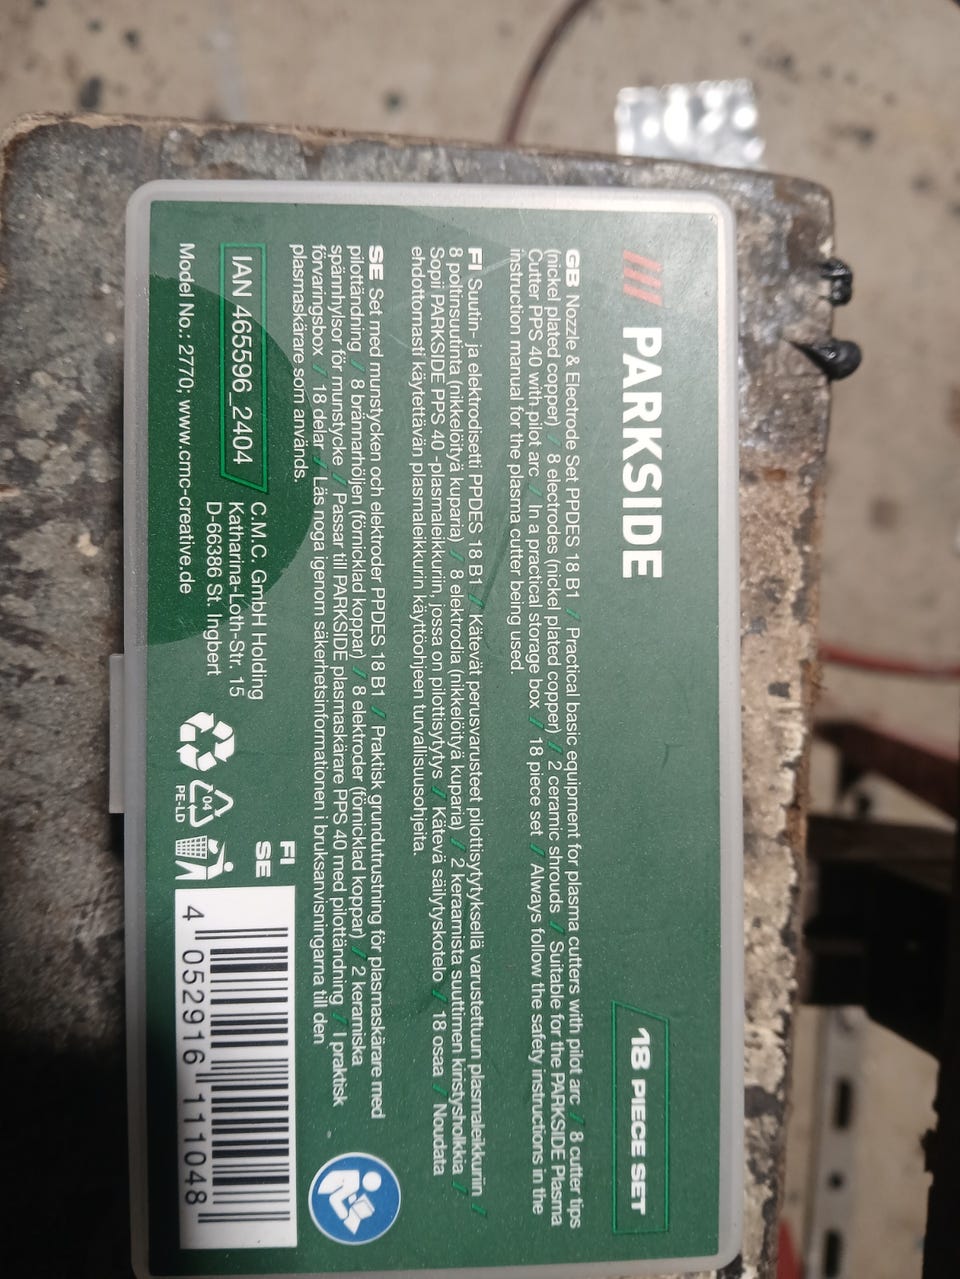 PARKSIDE
18 PIECE SET
GB Nozzle & Electrode Set PPDES 18 B1 / Practical basic equipment for plasma cutters with pilot arc / 8 cutter tips
(nickel plated copper) / 8 electrodes (nickel plated copper) / 2 ceramic shrouds / Suitable for the PARKSIDE Plasma
Cutter PPS 40 with pilot arc / In a practical storage box / 18 piece set / Always follow the safety instructions in the
instruction manual for the plasma cutter being used.
FI Suutin- ja elektrodisetti PPDES 18 B1 / Kätevät perusvarusteet pilottisytytyksellä varustettuun plasmaleikkuriin /
8 poltinsuutinta (nikkelöityä kuparia) / 8 elektrodia (nikkelöityä kuparia) / 2 keraamista suuttimen kiristysholkkia /
Sopii PARKSIDE PPS 40 -plasmaleikkuriin, jossa on pilottisytytys / Kätevä säilytyskotelo / 18 osaa / Noudata
ehdottomasti käytettävän plasmaleikkurin käyttöohjeen turvallisuusohjeita.
SE Set med munstycken och elektroder PPDES 18 B1 / Praktisk grundutrustning för plasmaskärare med
pilottändning / 8 brännarhöljen (förnicklad koppar) / 8 elektroder (förnicklad koppar) / 2 keramiska
spännhylsor för munstycke / Passar till PARKSIDE plasmaskärare PPS 40 med pilottändning / I praktisk
förvaringsbox / 18 delar / Läs noga igenom säkerhetsinformationen i bruksanvisningarna till den
plasmaskärare som används.
IAN 465596_2404
Model No.: 2770; www.cmc-creative.de
C.M.C. GmbH Holding
Katharina-Loth-Str. 15
D-66386 St. Ingbert
04
PE-LD
FI
SE
4 052916 111048